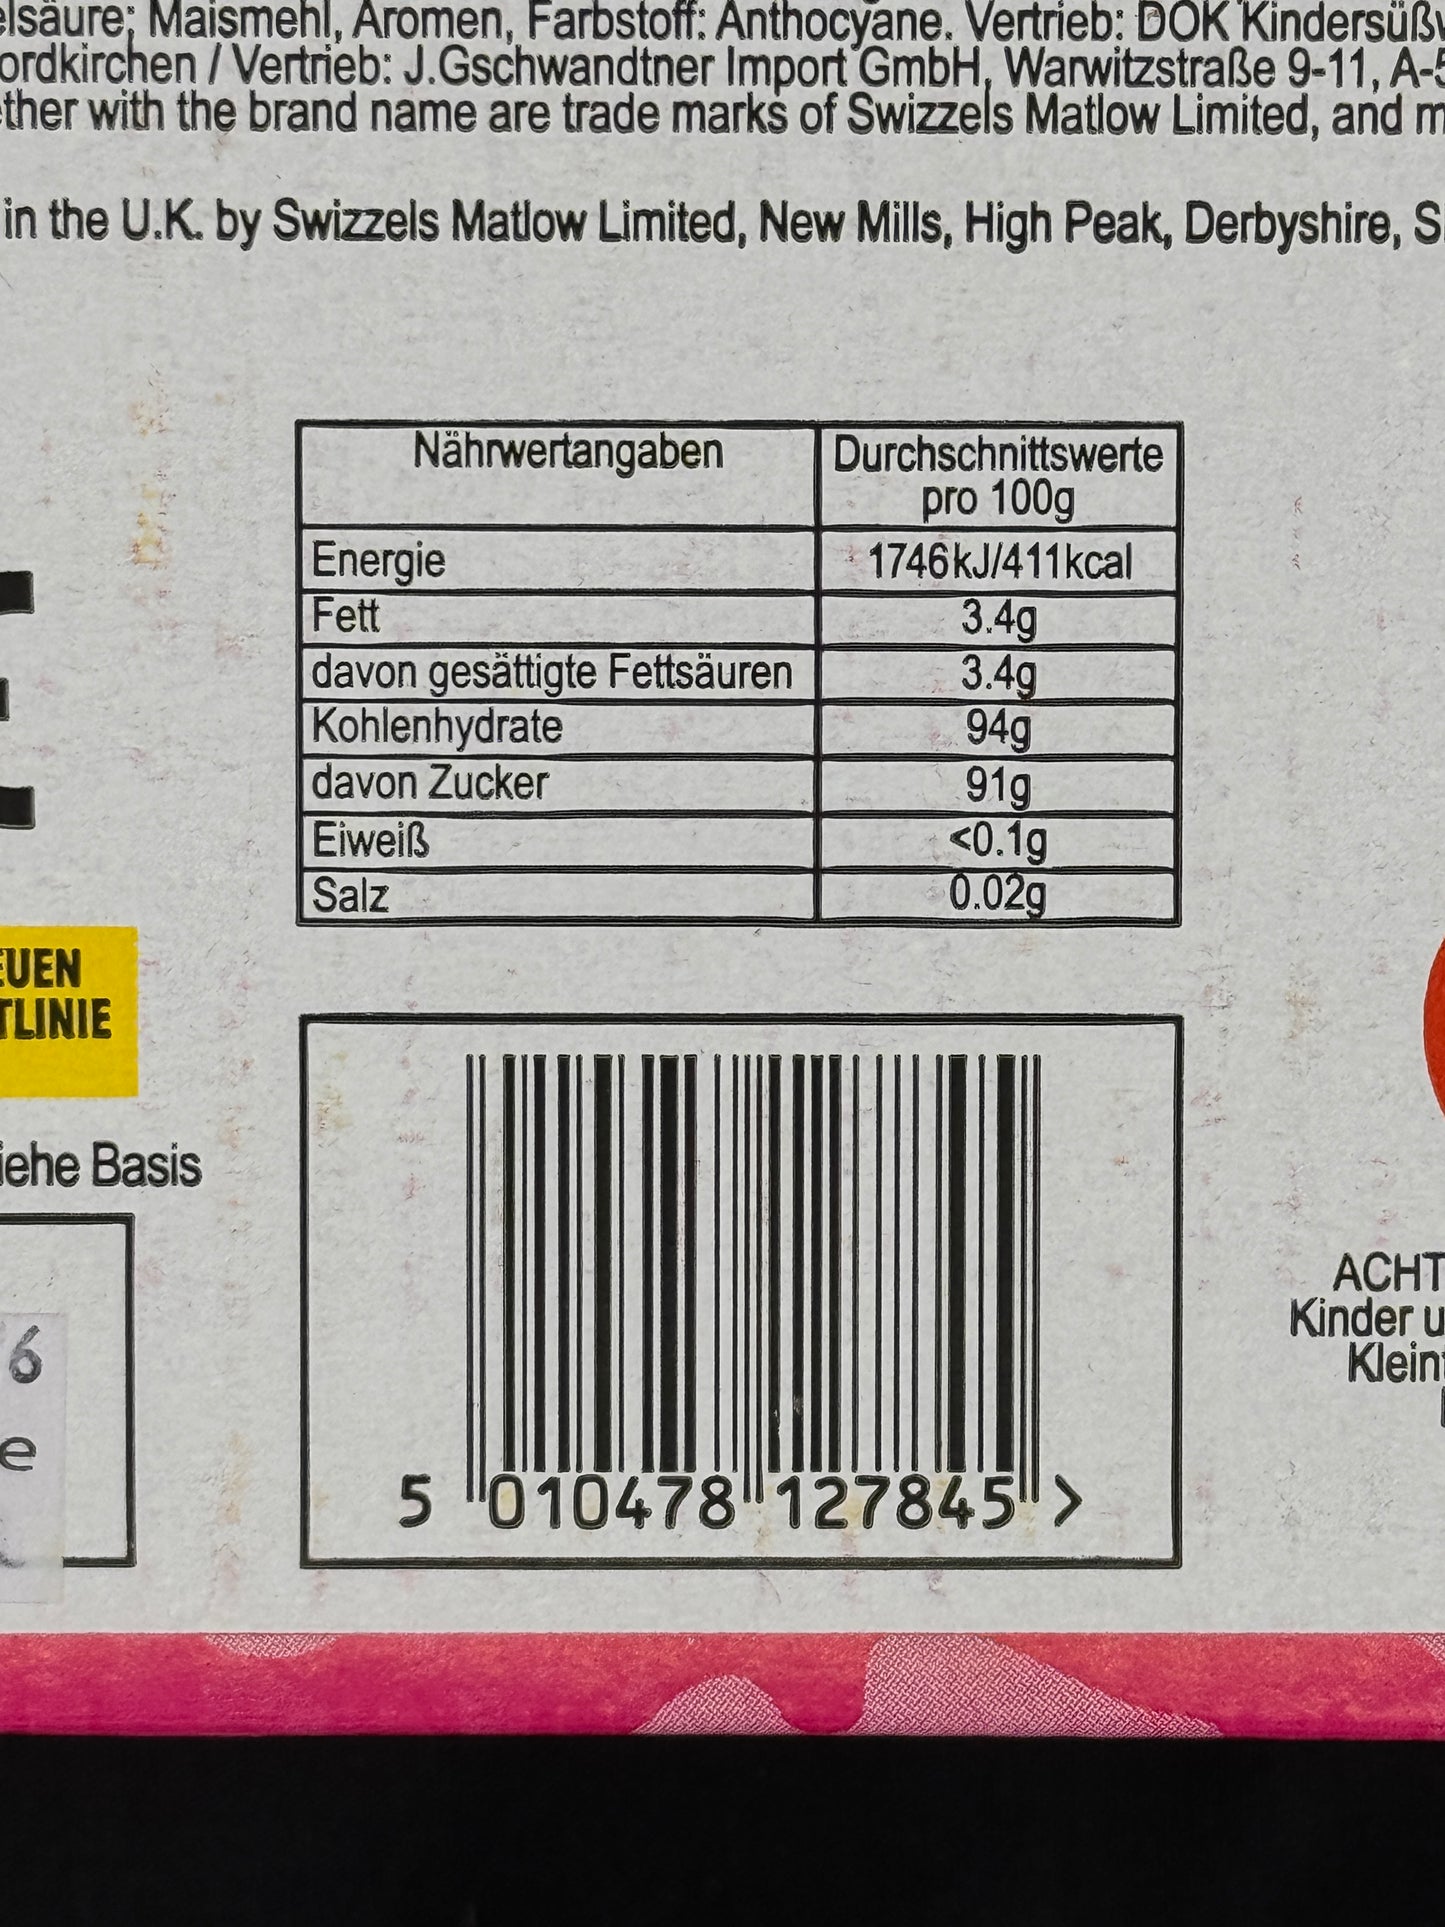 elsäure; Maismehl, Aromen, Farbstoff: Anthocyane. Vertrieb: DOK Kindersüßw
ordkirchen / Vertrieb: J.Gschwandtner Import GmbH, Warwitzstraße 9-11, A-5
ther with the brand name are trade marks of Swizzels Matlow Limited, and m
in the U.K. by Swizzels Matlow Limited, New Mills, High Peak, Derbyshire, S
Nährwertangaben Durchschnittswerte
pro 100g
Energie 1746kJ/411kcal
Fett 3.4g
davon gesättigte Fettsäuren 3.4g
Kohlenhydrate 94g
davon Zucker 91g
Eiweiß <0.1g
Salz 0.02g
EUEN
TLINIE
iehe Basis
6
e
5 010478 127845 >
ACHT
Kinder u
Klein